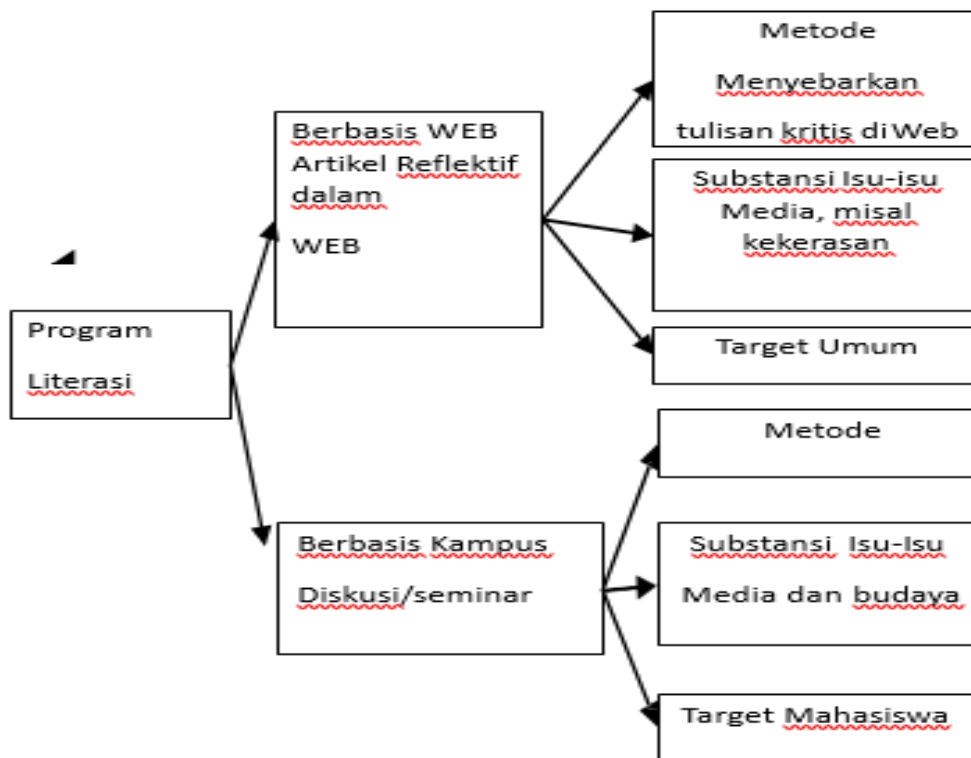 Program
Literasi
Berbasis WEB
Artikel Reflektif
dalam
WEB
Metode
Menyebarkan
tulisan kritis di Web
Substansi Isu-isu
Media, misal
kekerasan
Target Umum
Berbasis Kampus
Diskusi/seminar
Metode
Substansi Isu-Isu
Media dan budaya
Target Mahasiswa